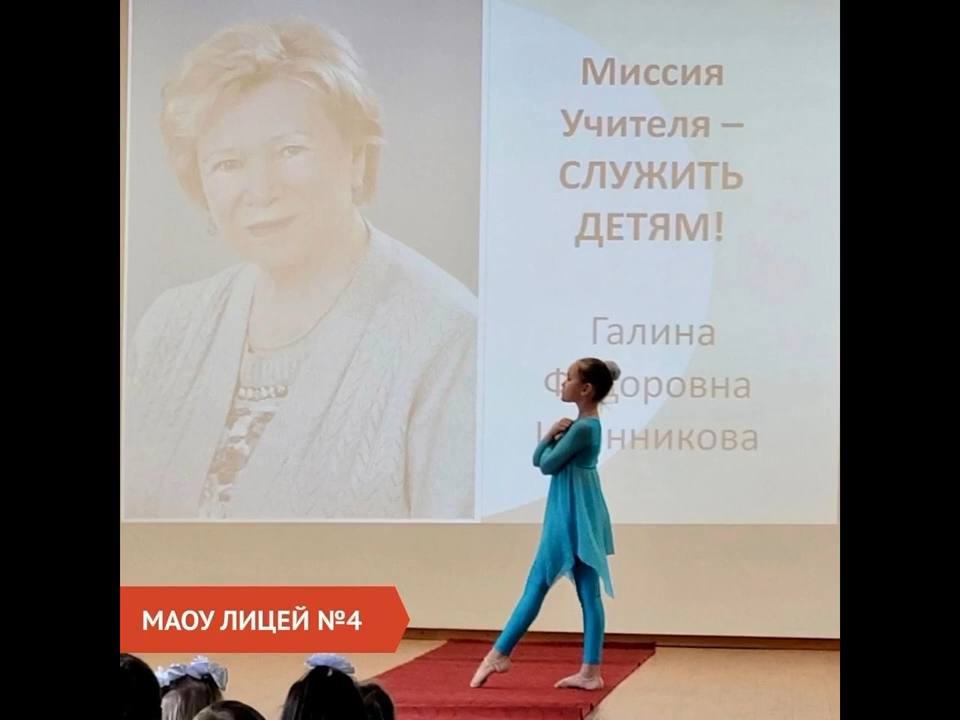 Миссия
Учителя –
СЛУЖИТЬ
ДЕТЯМ!
Галина
МАОУ ЛИЦЕЙ №4